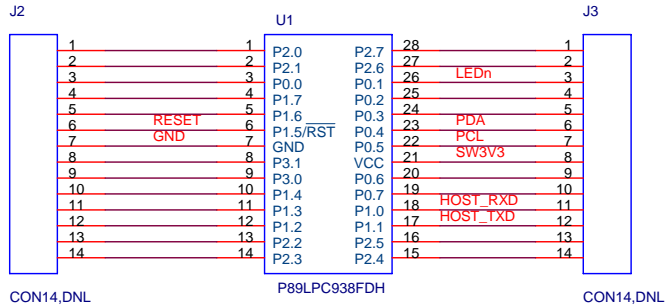 J2 U1 J3
1 1 P2.0 P2.7 28 1
2 2 P2.1 P2.6 27 2
3 3 P0.0 P0.1 26 LEDn 3
4 4 P1.7 P0.2 25 4
5 5 P1.6 P0.3 24 5
6 RESET 6 P1.5/RST P0.4 23 PDA 6
7 GND 7 GND P0.5 22 PCL 7
8 8 P3.1 VCC 21 SW3V3 8
9 9 P3.0 P0.6 20 9
10 10 P1.4 P0.7 19 10
11 11 P1.3 P1.0 18 HOST_RXD 11
12 12 P1.2 P1.1 17 HOST_TXD 12
13 13 P2.2 P2.5 16 13
14 14 P2.3 P2.4 15 14
CON14,DNL P89LPC938FDH CON14,DNL